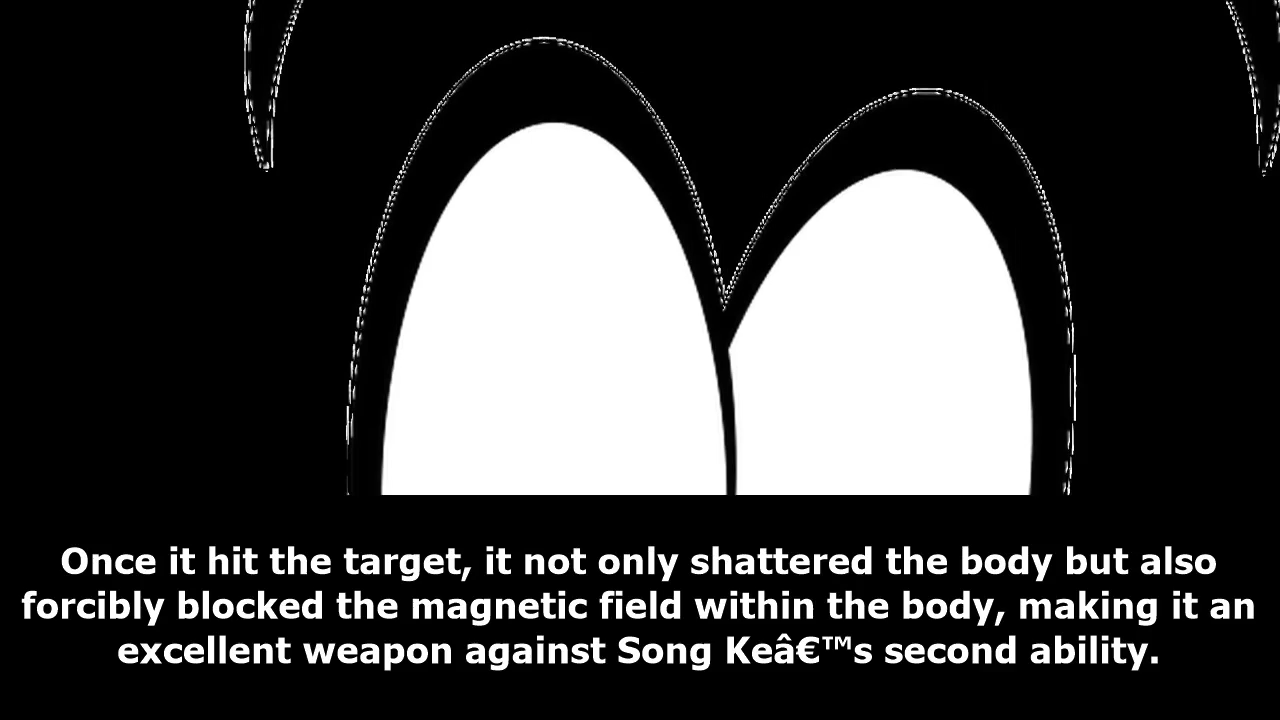 Once it hit the target, it not only shattered the body but also
forcibly blocked the magnetic field within the body, making it an
excellent weapon against Song Keâ€™s second ability.